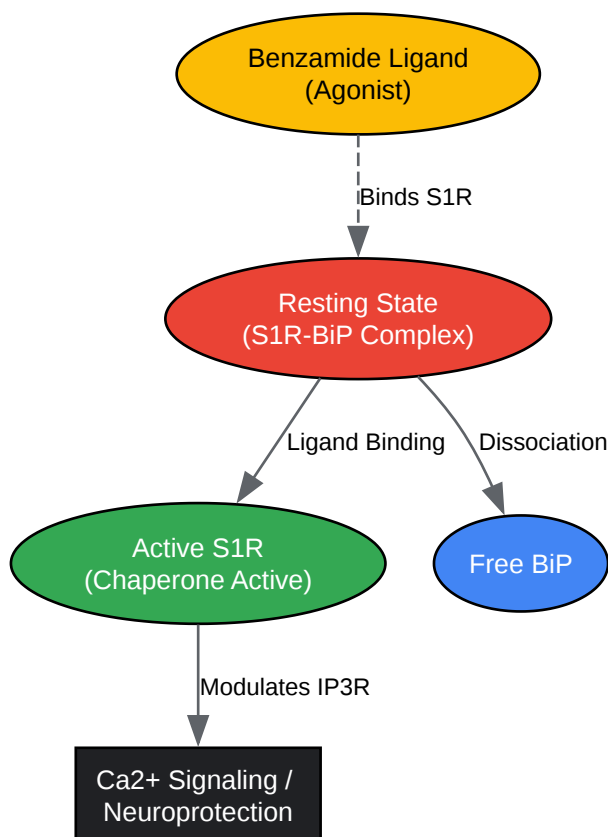 Benzamide Ligand
(Agonist)
Binds S1R
Resting State
(S1R-BiP Complex)
Ligand Binding
Dissociation
Active S1R
(Chaperone Active)
Free BiP
Modulates IP3R
Ca2+ Signaling /
Neuroprotection